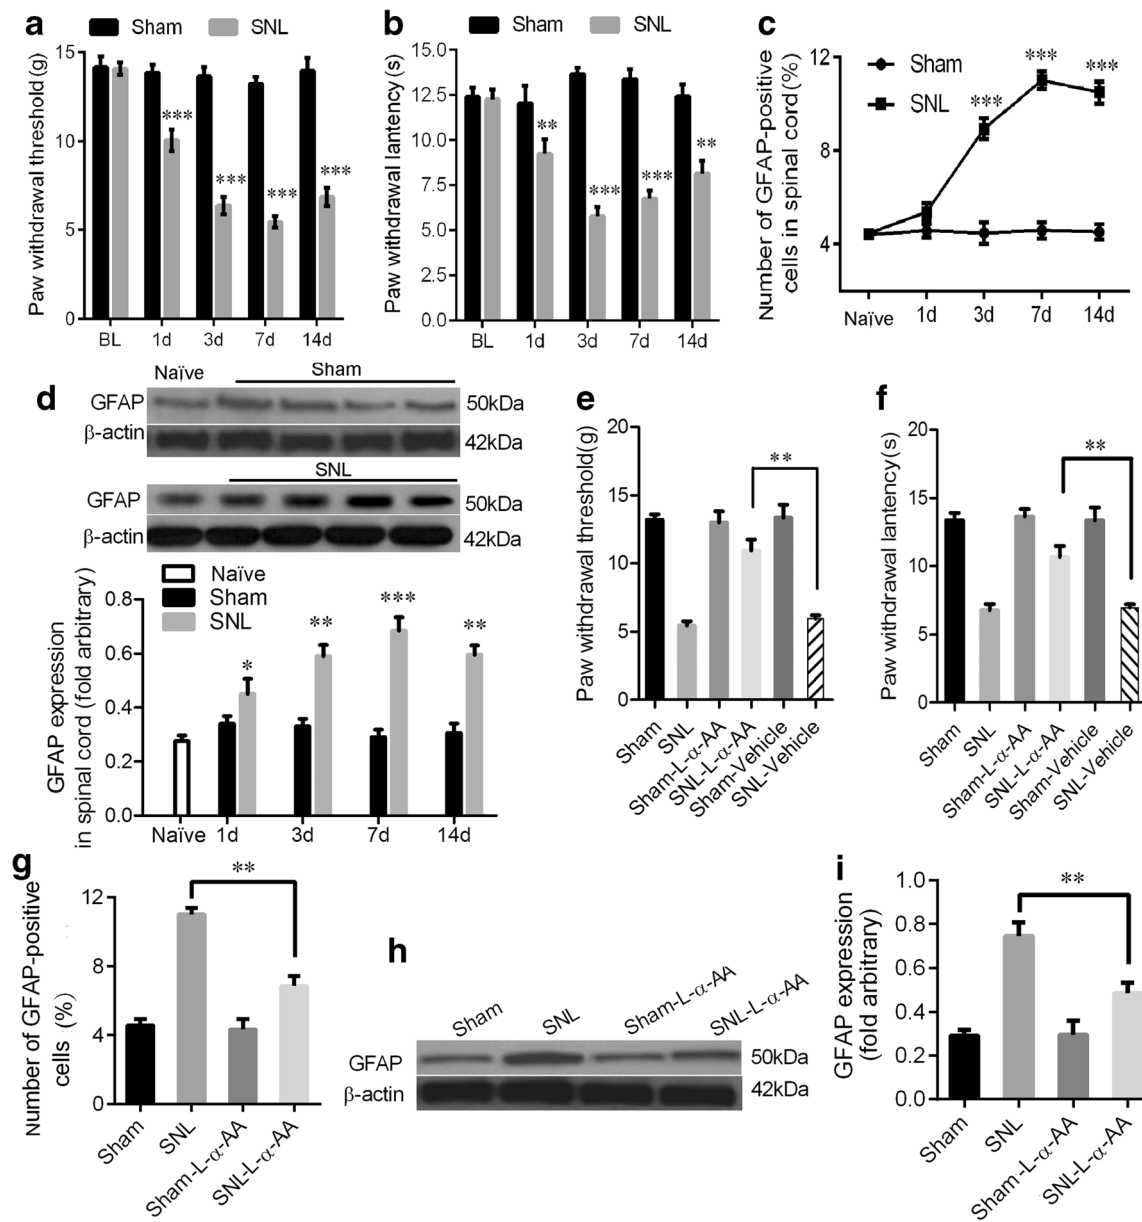 a
Sham SNL
Paw withdrawal threshold (g)
15
10
5
0
*** *** *** ***
BL 1d 3d 7d 14d
b
Sham SNL
Paw withdrawal lantency(s)
15.0
12.5
10.0
7.5
5.0
2.5
0.0
** *** *** **
BL 1d 3d 7d 14d
c
Number of GFAP-positive
cells in spinal cord (%)
12
8
4
Sham
SNL
*** *** ***
Naïve 1d 3d 7d 14d
d
Naïve Sham
GFAP 50kDa
β-actin 42kDa
SNL
GFAP 50kDa
β-actin 42kDa
Naïve
Sham
SNL
GFAP expression
in spinal cord (fold arbitrary)
0.8
0.6
0.4
0.2
0.0
* ** *** **
Naïve 1d 3d 7d 14d
e
Paw withdrawal threshold(g)
20
15
10
5
0
**
Sham
SNL
Sham-L-α-AA
SNL-L-α-AA
Sham-Vehicle
SNL-Vehicle
f
Paw withdrawal lantency(s)
20
15
10
5
0
**
Sham
SNL
Sham-L-α-AA
SNL-L-α-AA
Sham-Vehicle
SNL-Vehicle
g
Number of GFAP-positive
cells (%)
12
8
4
0
**
Sham
SNL
Sham-L-α-AA
SNL-L-α-AA
h
Sham SNL Sham-L-α-AA SNL-L-α-AA
GFAP 50kDa
β-actin 42kDa
i
GFAP expression
(fold arbitrary)
1.0
0.8
0.6
0.4
0.2
0.0
**
Sham
SNL
Sham-L-α-AA
SNL-L-α-AA